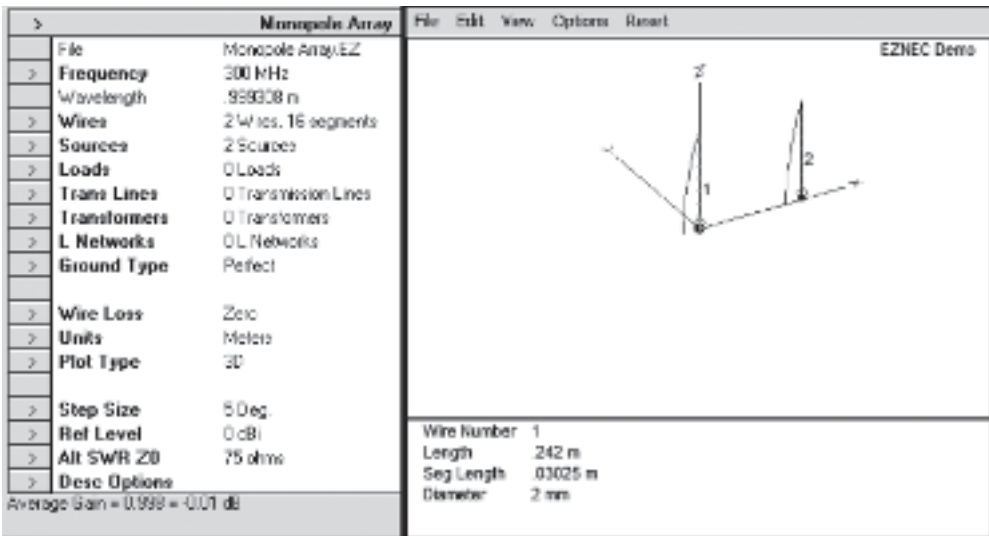 > Monopole Array
File Monopole Array.EZ
> Frequency 300 MHz
Wavelength .999308 m
> Wires 2 Wires, 16 segments
> Sources 2 Sources
> Loads 0 Loads
> Trans Lines 0 Transmission Lines
> Transformers 0 Transformers
> L Networks 0 L Networks
> Ground Type Perfect
> Wire Loss Zero
> Units Meters
> Plot Type 3D
> Step Size 5 Deg.
> Ref Level 0 dBi
> Alt SWR Z0 75 ohms
> Desc Options
Average Gain = 0.998 = -0.01 dB
File Edit View Options Reset
EZNEC Demo
Z
2
1
Wire Number 1
Length .242 m
Seg Length .03025 m
Diameter 2 mm